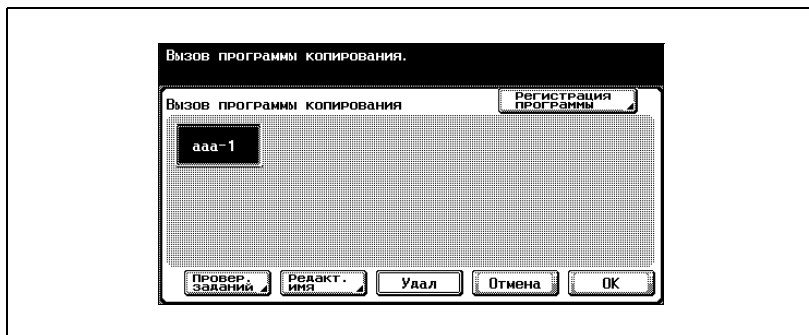 Вызов программы копирования.
Вызов программы копирования
Регистрация
программы
aaa-1
Провер.
заданий
Редакт.
имя
Удал
Отмена
OK